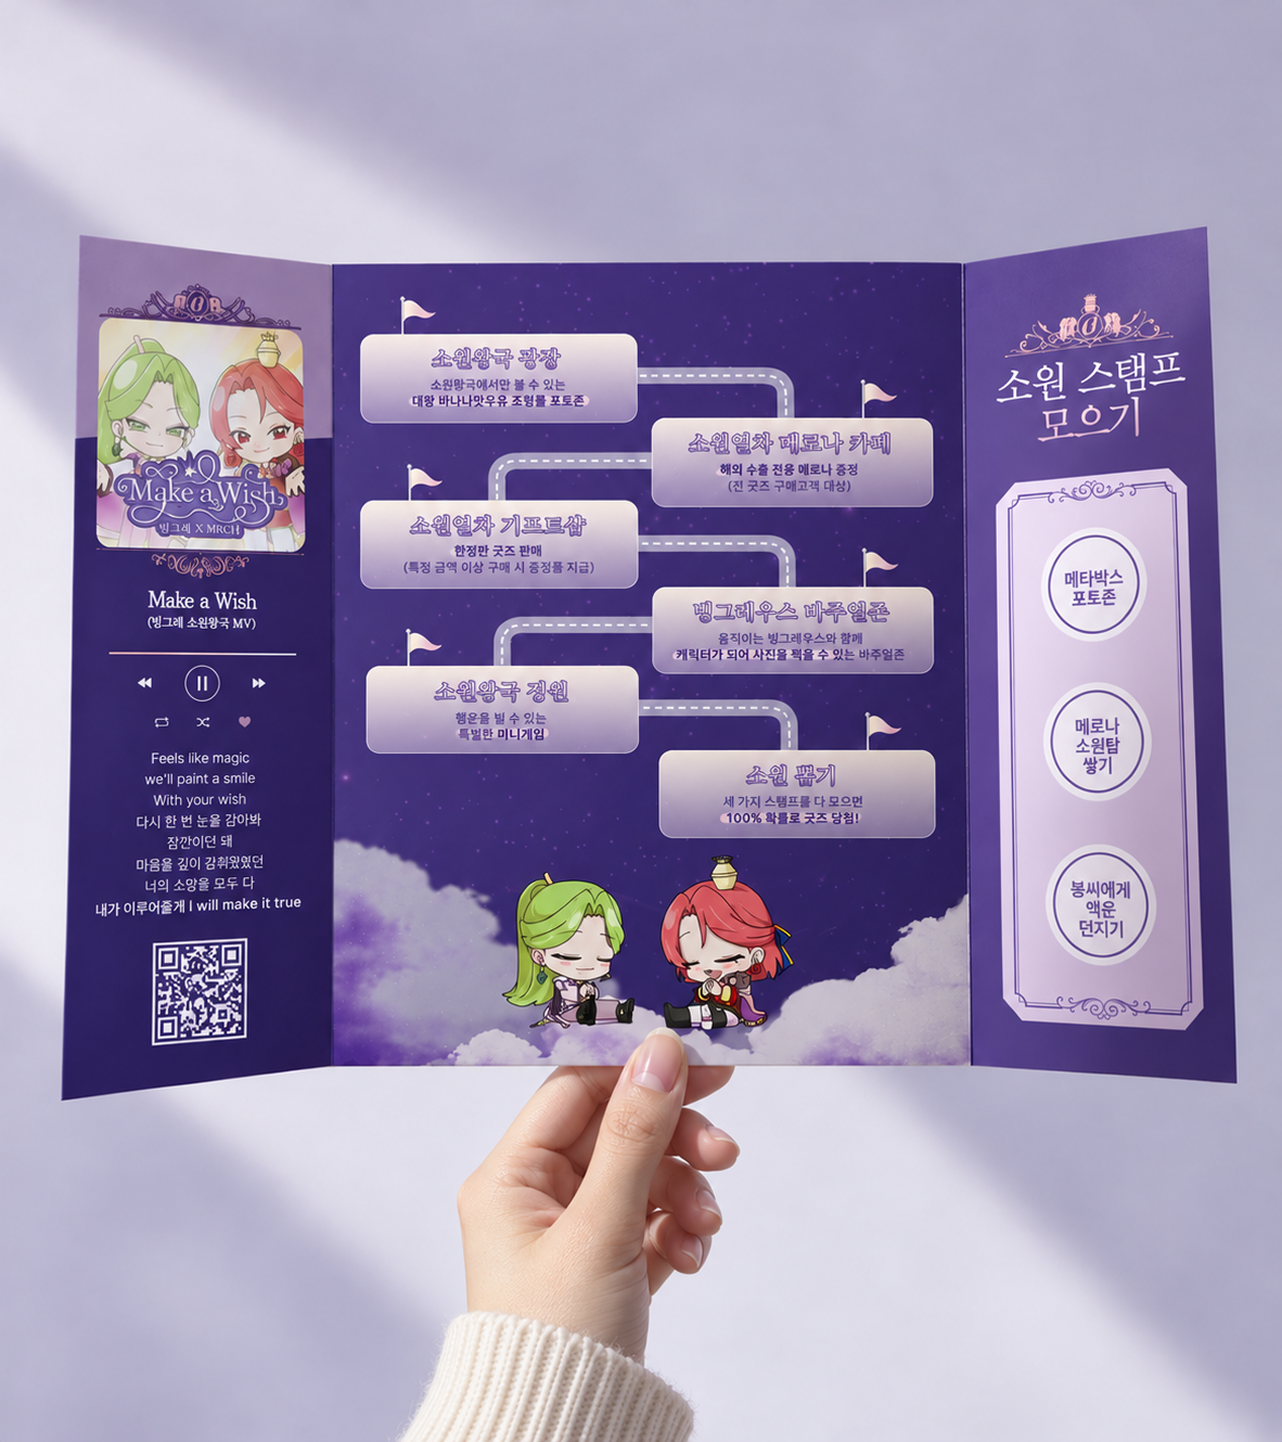 Make a Wish
빙그레 X MRCH
Make a Wish
(빙그레 소원왕국 MV)
Feels like magic
we'll paint a smile
With your wish
다시 한 번 눈을 감아봐
잠깐이던 돼
마음을 깊이 감춰왔었던
너의 소망을 모두 다
내가 이루어줄게 I will make it true
소원왕국 광장
소원왕국에서만 볼 수 있는
대왕 바나나맛우유 조형물 포토존
소원열차 메로나 카페
해외 수출 전용 메로나 증정
(전 굿즈 구매고객 대상)
소원열차 기프트샵
한정판 굿즈 판매
(특정 금액 이상 구매 시 증정품 지급)
빙그레우스 바주얼존
움직이는 빙그레우스와 함께
캐릭터가 되어 사진을 찍을 수 있는 바주얼존
소원왕국 정원
행운을 빌 수 있는
특별한 미니게임
소원 뽑기
세 가지 스탬프를 다 모으면
100% 확률로 굿즈 당첨!
소원 스탬프
모으기
메타박스
포토존
메로나
소원탑
쌓기
봉씨에게
액운
던지기